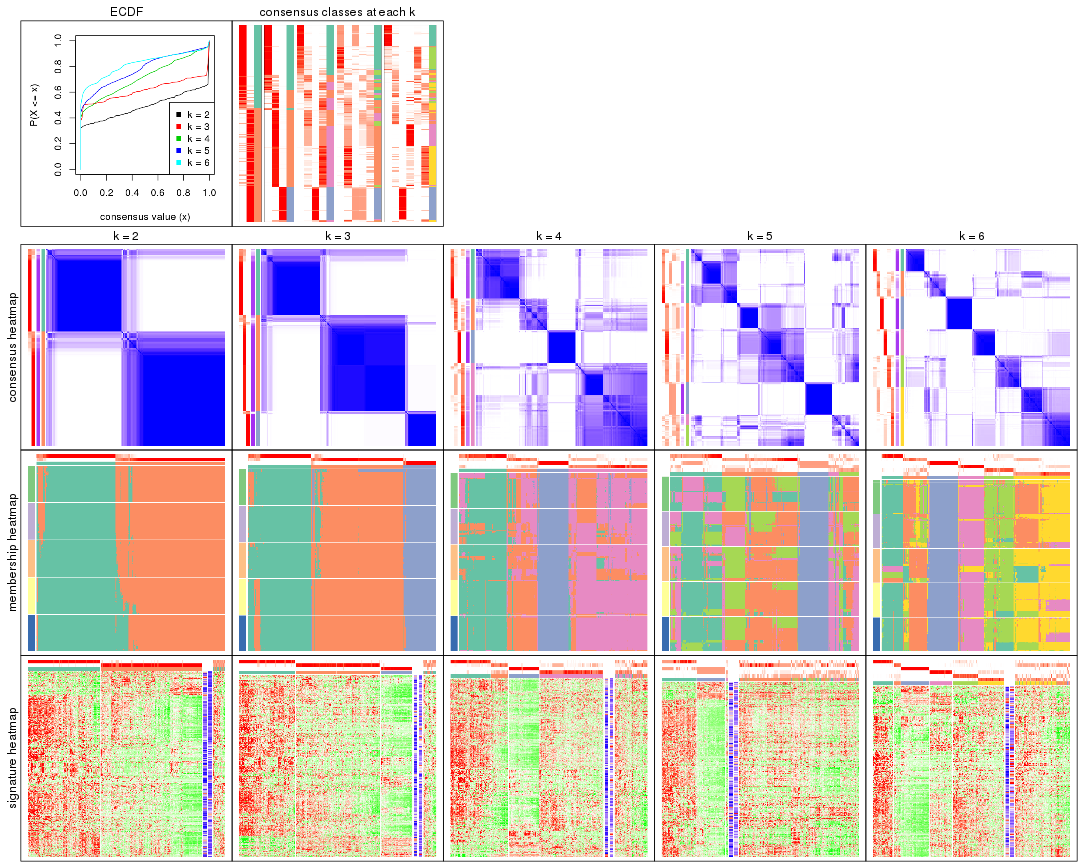 ECDF
consensus classes at each k
P(X <= x)
0.0 0.2 0.4 0.6 0.8 1.0
k = 2
k = 3
k = 4
k = 5
k = 6
0.0 0.2 0.4 0.6 0.8 1.0
consensus value (x)
k = 2 k = 3 k = 4 k = 5 k = 6
consensus heatmap
membership heatmap
signature heatmap